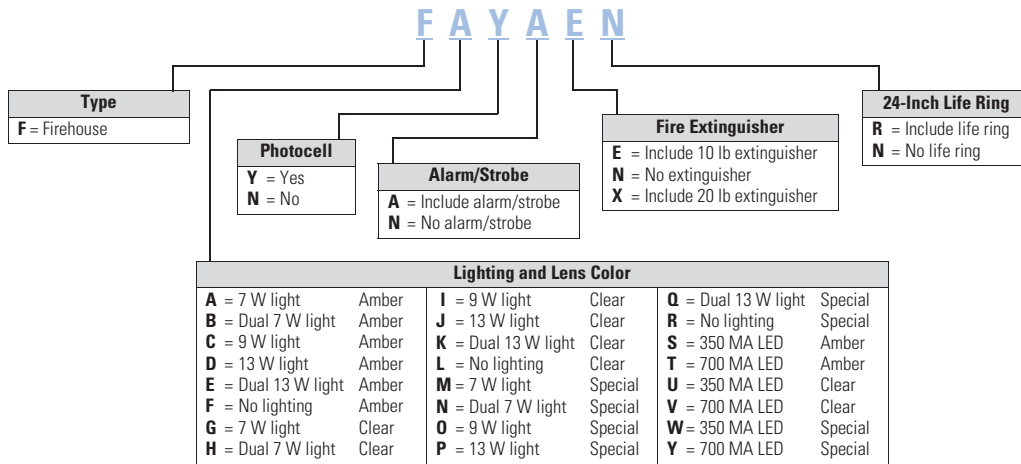 F A Y A E N
Type
F = Firehouse
Photocell
Y = Yes
N = No
Alarm/Strobe
A = Include alarm/strobe
N = No alarm/strobe
Fire Extinguisher
E = Include 10 lb extinguisher
N = No extinguisher
X = Include 20 lb extinguisher
24-Inch Life Ring
R = Include life ring
N = No life ring
Lighting and Lens Color
A = 7 W light Amber
B = Dual 7 W light Amber
C = 9 W light Amber
D = 13 W light Amber
E = Dual 13 W light Amber
F = No lighting Amber
G = 7 W light Clear
H = Dual 7 W light Clear
I = 9 W light Clear
J = 13 W light Clear
K = Dual 13 W light Clear
L = No lighting Clear
M = 7 W light Special
N = Dual 7 W light Special
O = 9 W light Special
P = 13 W light Special
Q = Dual 13 W light Special
R = No lighting Special
S = 350 MA LED Amber
T = 700 MA LED Amber
U = 350 MA LED Clear
V = 700 MA LED Clear
W = 350 MA LED Special
Y = 700 MA LED Special